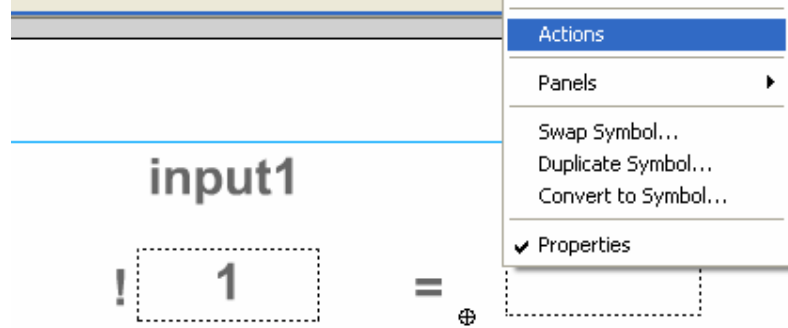 Actions
Panels
Swap Symbol...
Duplicate Symbol...
Convert to Symbol...
Properties
input1
! 1 =